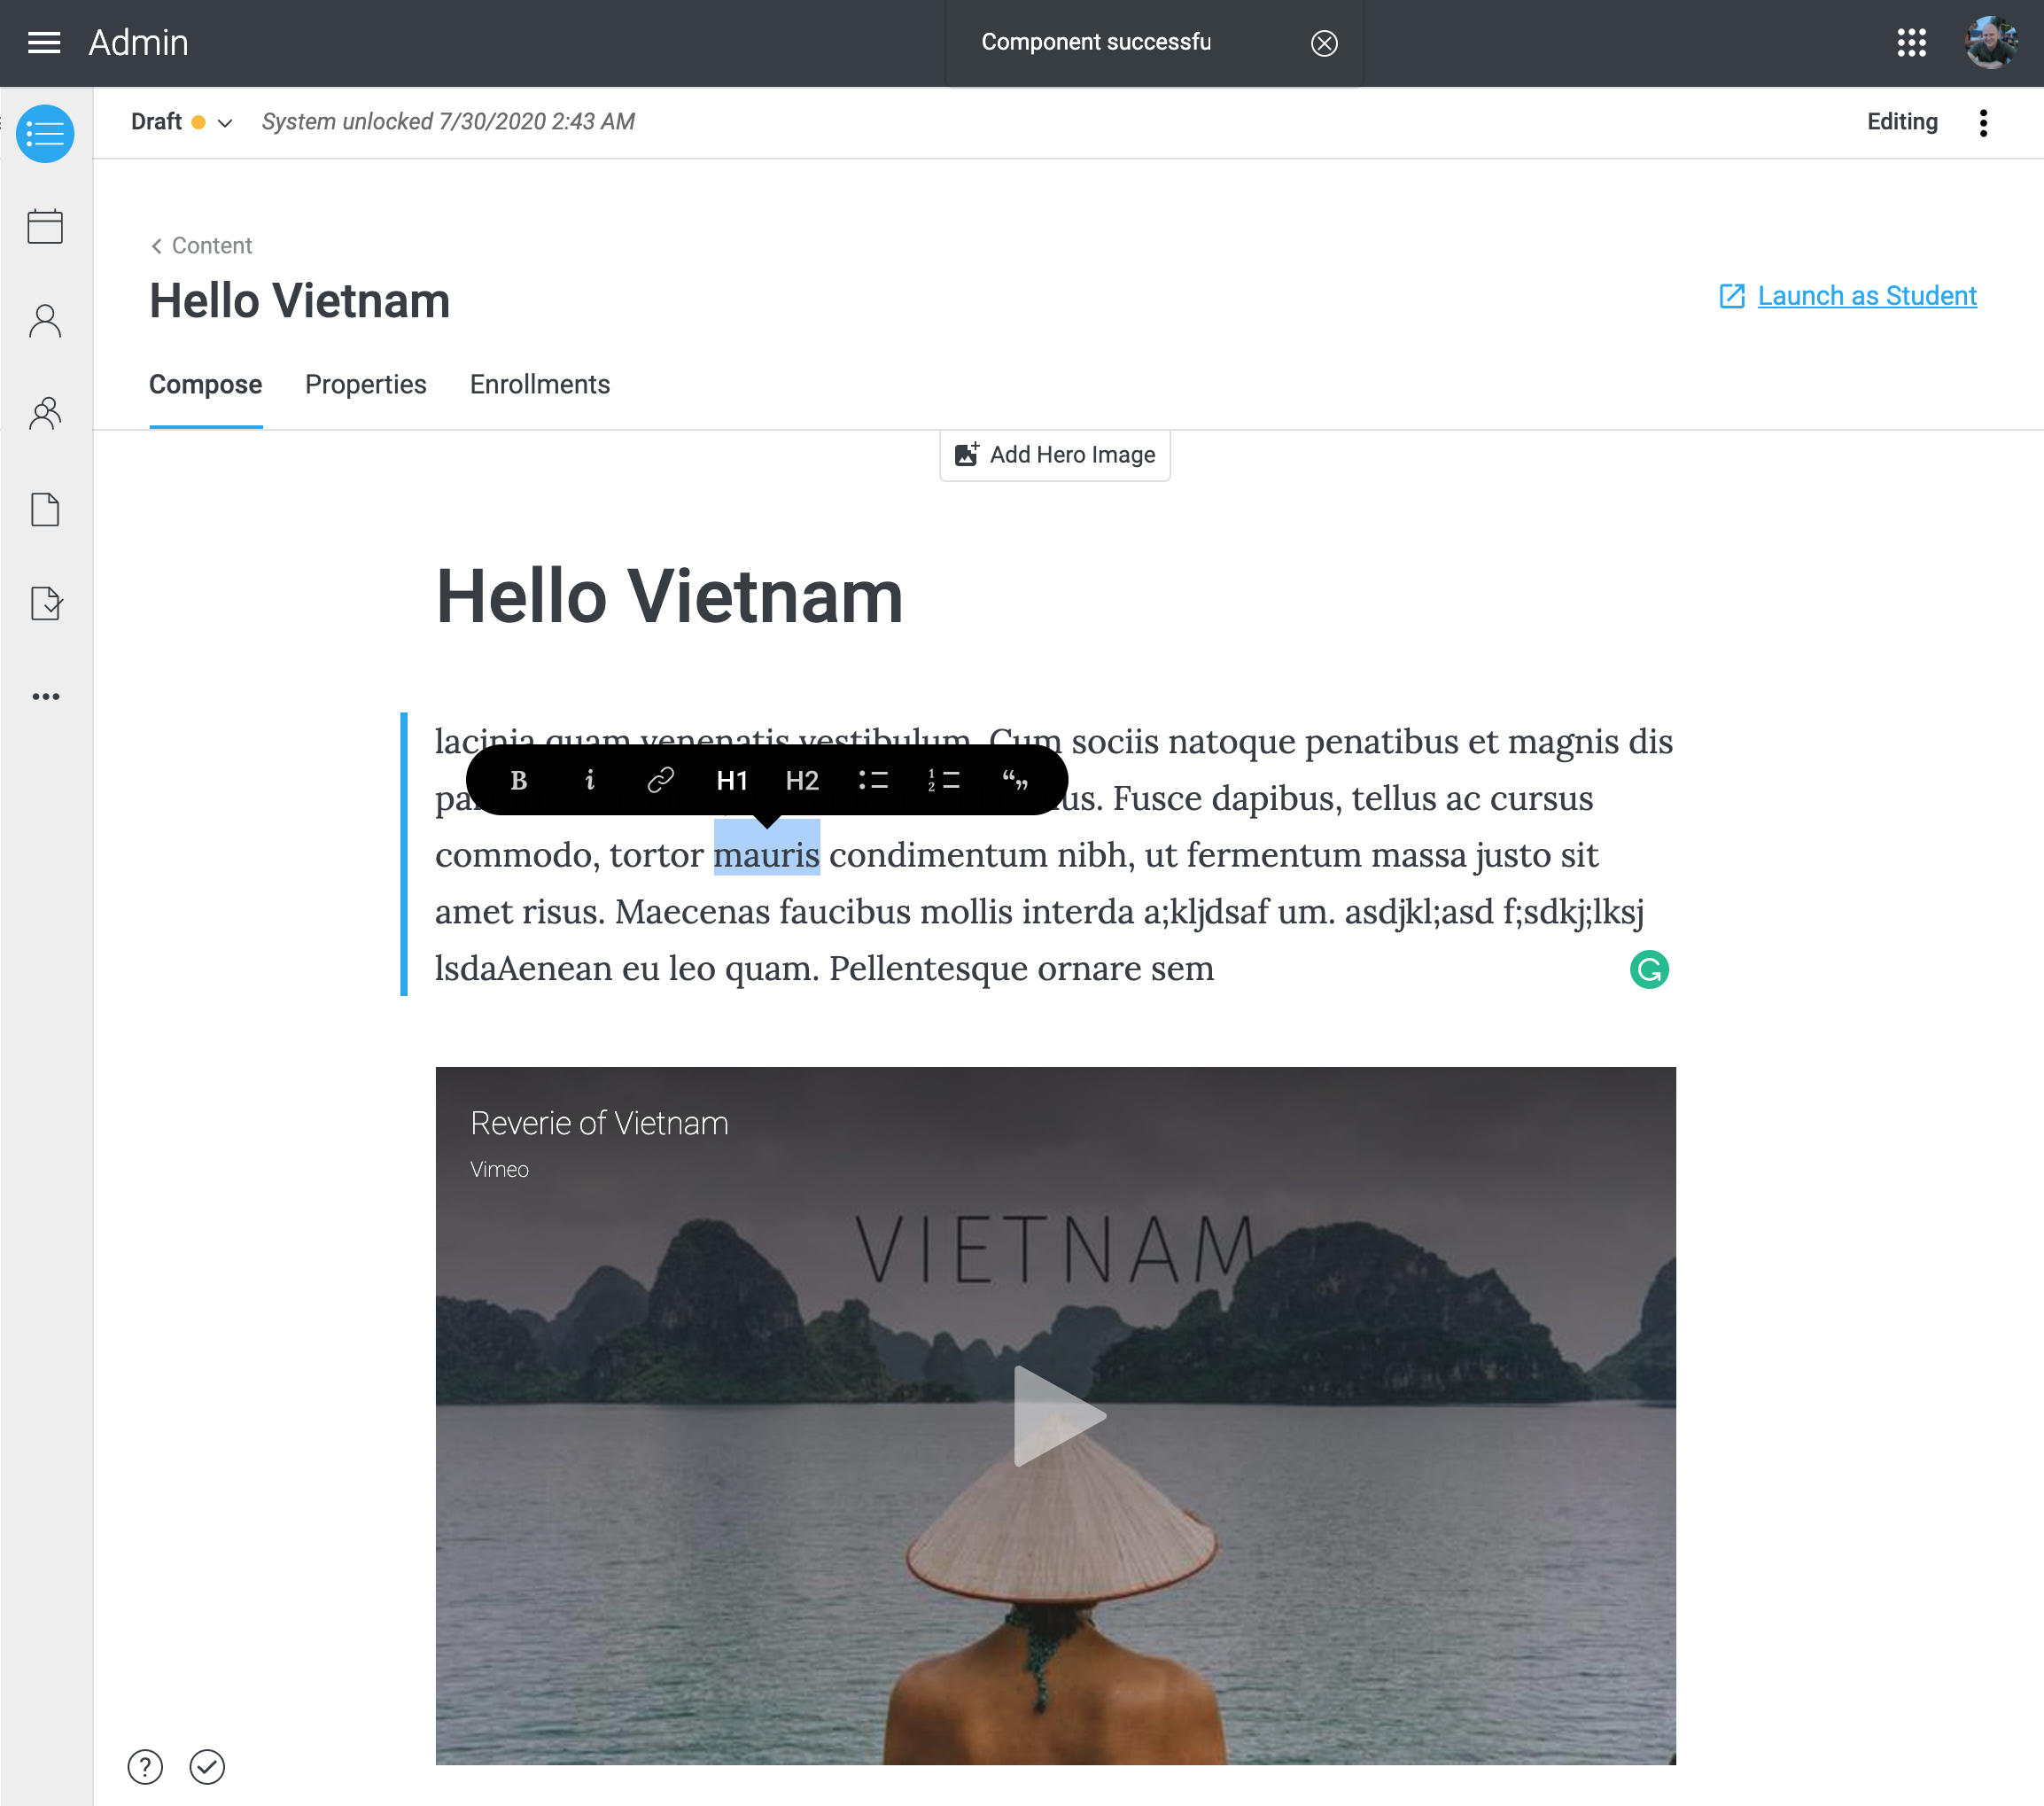 Admin
Component successfu
Draft
System unlocked 7/30/2020 2:43 AM
Editing
Content
Hello Vietnam
Launch as Student
Compose
Properties
Enrollments
Add Hero Image
Hello Vietnam
lacinia quam venenatis vestibulum. Cum sociis natoque penatibus et magnis dis
B i H1 H2 “„
us. Fusce dapibus, tellus ac cursus
commodo, tortor mauris condimentum nibh, ut fermentum massa justo sit
amet risus. Maecenas faucibus mollis interda a;kljdsaf um. asdjkl;asd f;sdkj;lksj
lsdaAenean eu leo quam. Pellentesque ornare sem
Reverie of Vietnam
Vimeo
VIETNAM